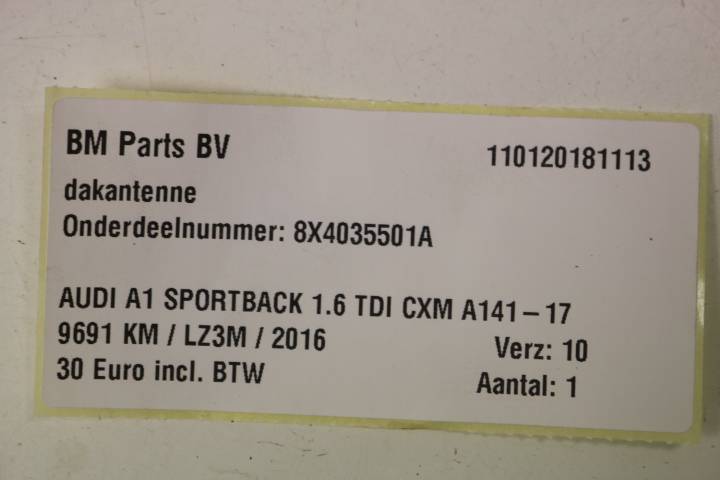 BM Parts BV 110120181113
dakantenne
Onderdeelnummer: 8X4035501A
AUDI A1 SPORTBACK 1.6 TDI CXM A141-17
9691 KM / LZ3M / 2016 Verz: 10
30 Euro incl. BTW Aantal: 1